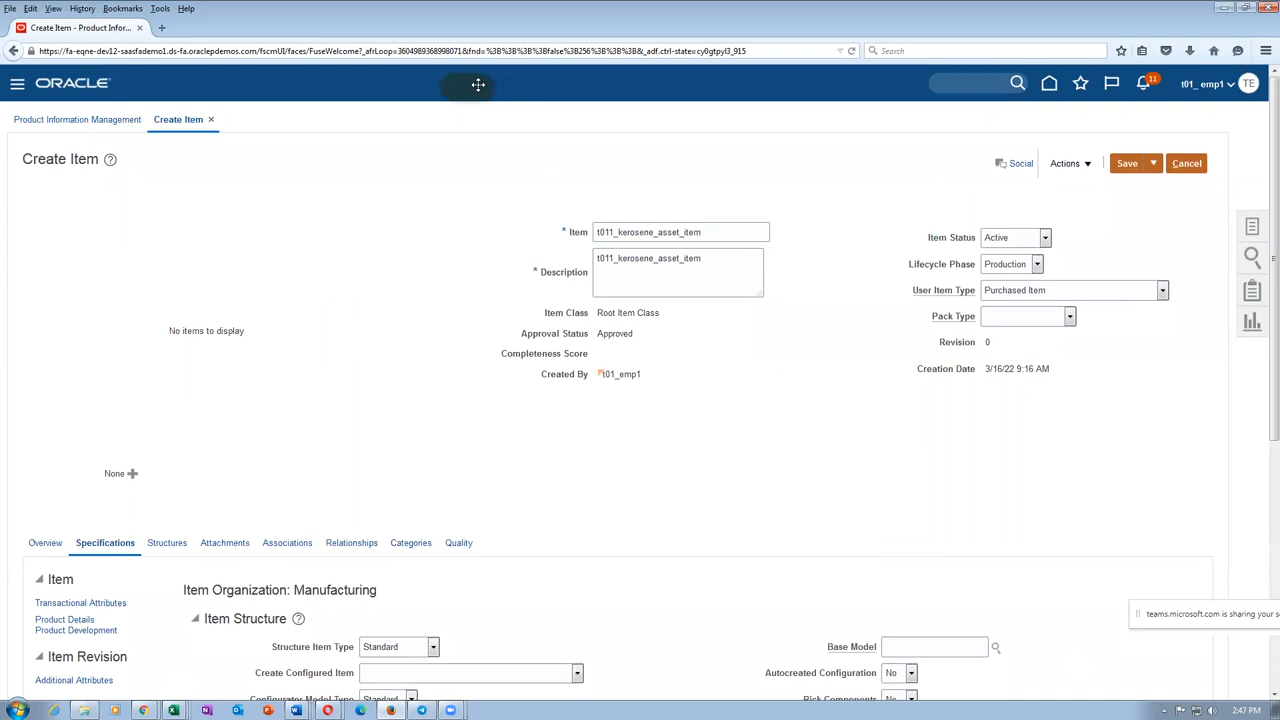 File Edit View History Bookmarks Tools Help
Create Item - Product Infor...
https://fa-eqne-dev12-saasfademo1.ds-fa.oraclepdemos.com/fscmUI/faces/FuseWelcome?_afrLoop=3604989368998071&fnd=%3B%3B%3B%3Bfalse%3B256%3B%3B%3B&_adf.ctrl-state=cy0gtpyl3_915
Search
ORACLE
11
t01_ emp1
TE
Product Information Management
Create Item
Create Item
Social
Actions
Save
Cancel
* Item t011_kerosene_asset_item
* Description t011_kerosene_asset_item
Item Class Root Item Class
Approval Status Approved
Completeness Score
Created By t01_emp1
Item Status Active
Lifecycle Phase Production
User Item Type Purchased Item
Pack Type
Revision 0
Creation Date 3/16/22 9:16 AM
No items to display
None
Overview Specifications Structures Attachments Associations Relationships Categories Quality
Item
Transactional Attributes
Product Details
Product Development
Item Revision
Additional Attributes
Item Organization: Manufacturing
Item Structure
Structure Item Type Standard
Create Configured Item
Configurator Model Type Standard
Base Model
Autocreated Configuration No
Pick Components No
teams.microsoft.com is sharing your s
2:47 PM